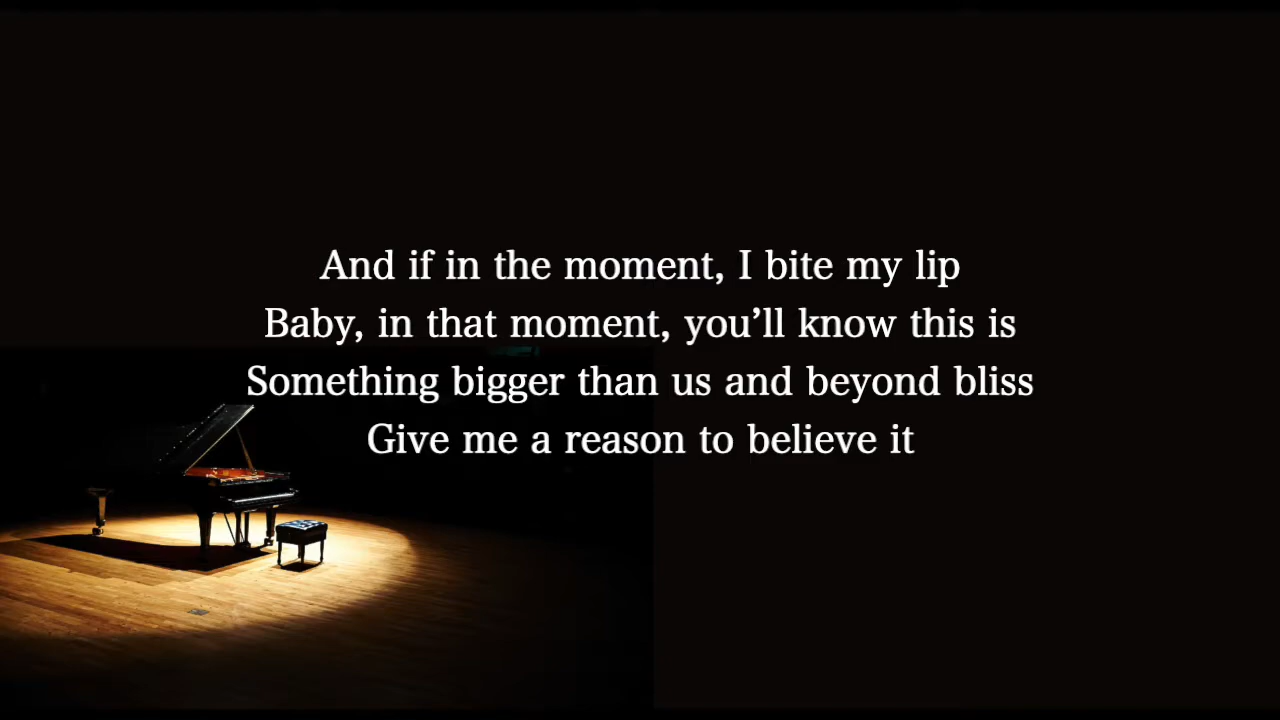 And if in the moment, I bite my lip
Baby, in that moment, you’ll know this is
Something bigger than us and beyond bliss
Give me a reason to believe it